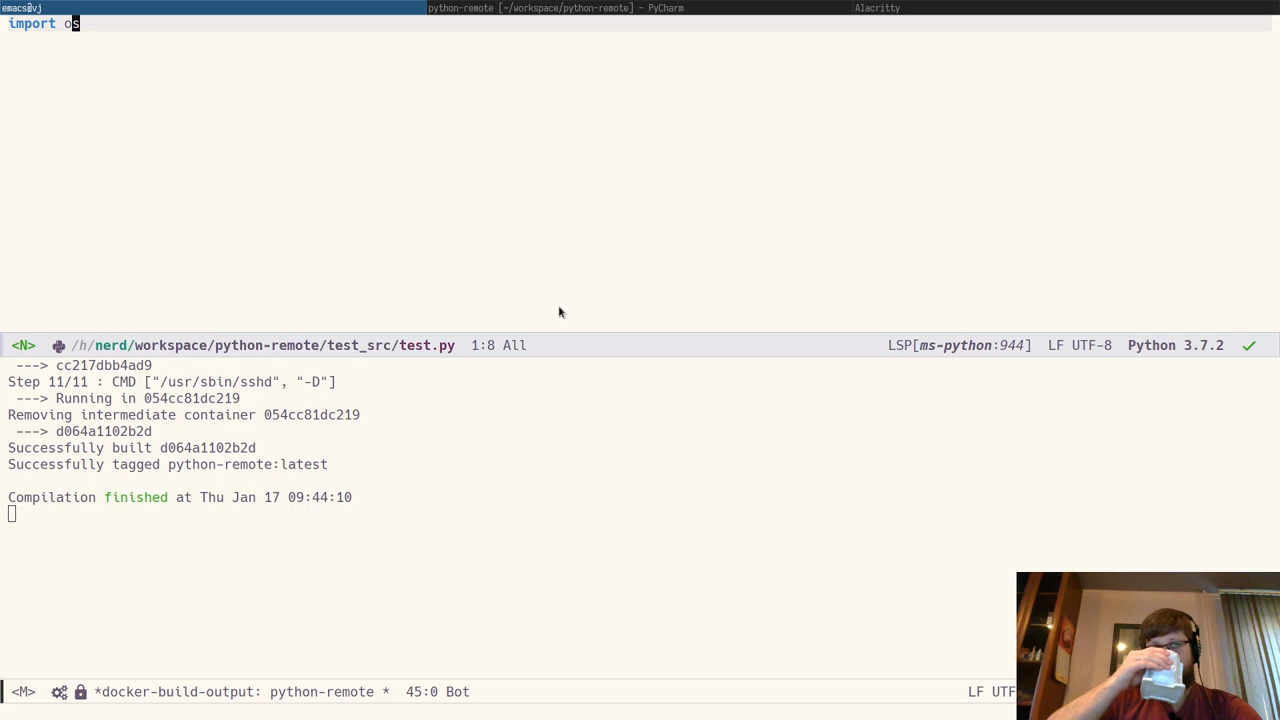 emacs@vj
python-remote [~/workspace/python-remote] - PyCharm
Alacritty
import os
<N> /h/nerd/workspace/python-remote/test_src/test.py 1:8 All LSP[ms-python:944] LF UTF-8 Python 3.7.2
---> cc217dbb4ad9
Step 11/11 : CMD ["/usr/sbin/sshd", "-D"]
---> Running in 054cc81dc219
Removing intermediate container 054cc81dc219
---> d064a1102b2d
Successfully built d064a1102b2d
Successfully tagged python-remote:latest
Compilation finished at Thu Jan 17 09:44:10
<M> *docker-build-output: python-remote * 45:0 Bot LF UTF